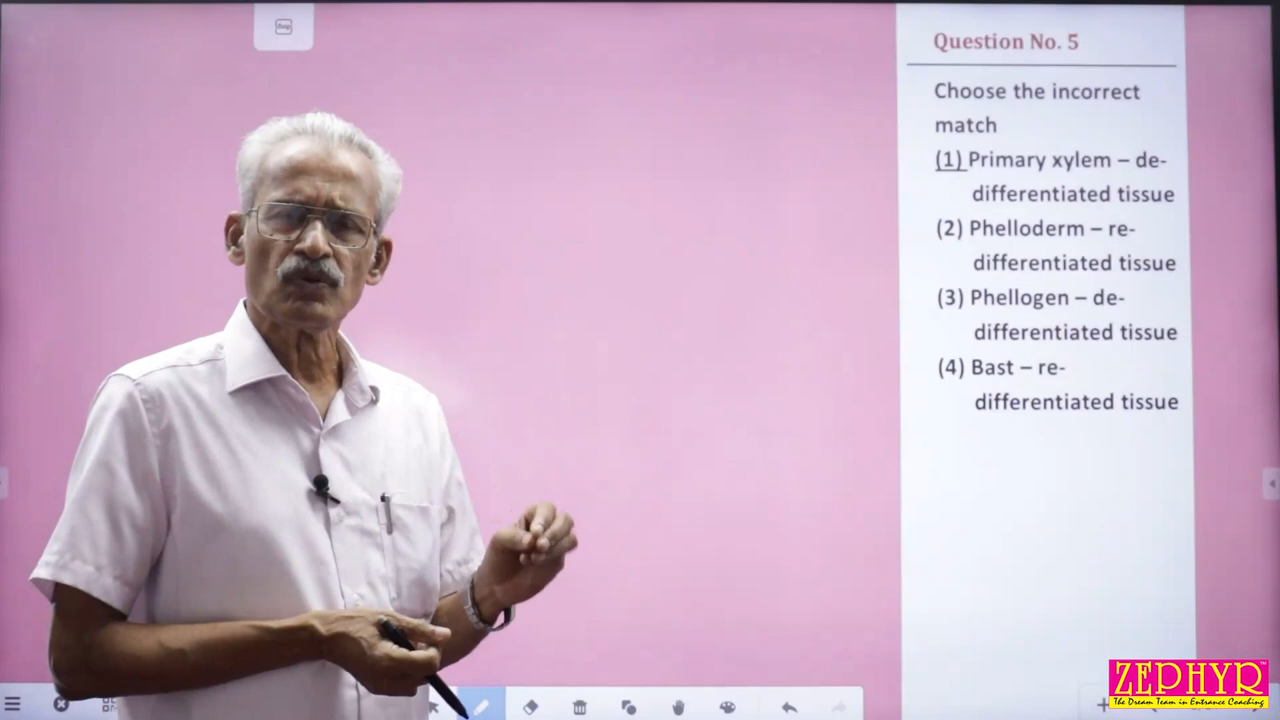 Question No. 5
Choose the incorrect
match
(1) Primary xylem – de-
differentiated tissue
(2) Phelloderm – re-
differentiated tissue
(3) Phellogen – de-
differentiated tissue
(4) Bast – re-
differentiated tissue
ZEPHYR™
The Dream Team in Entrance Coaching